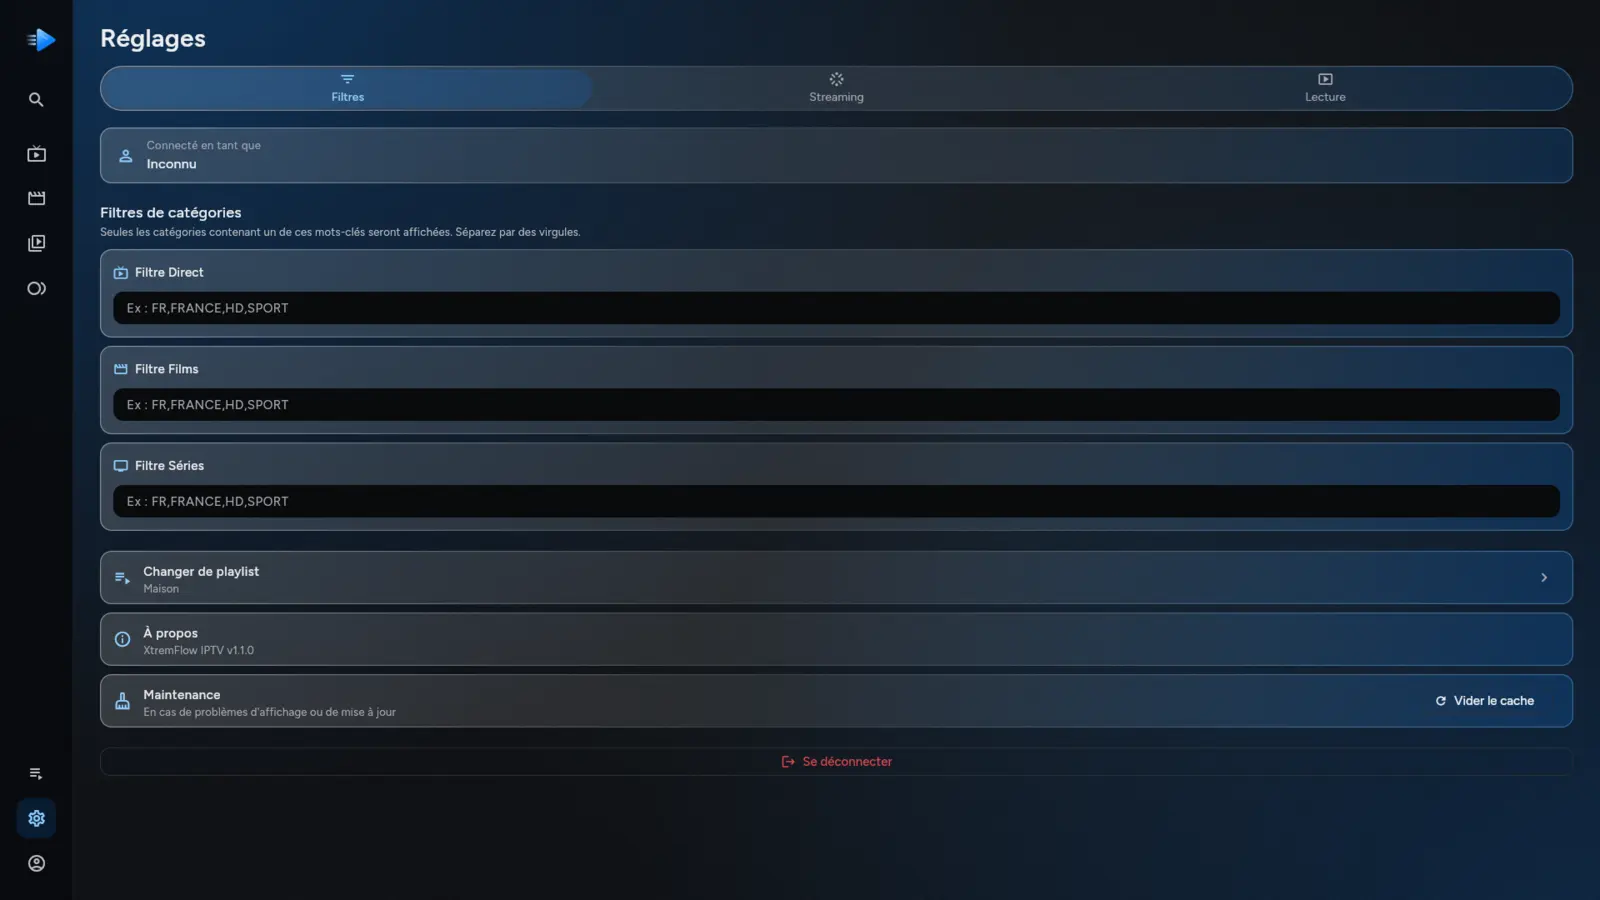 Réglages
Filtres
Streaming
Lecture
Connecté en tant que
Inconnu
Filtres de catégories
Seules les catégories contenant un de ces mots-clés seront affichées. Séparez par des virgules.
Filtre Direct
Ex : FR,FRANCE,HD,SPORT
Filtre Films
Ex : FR,FRANCE,HD,SPORT
Filtre Séries
Ex : FR,FRANCE,HD,SPORT
Changer de playlist
Maison
À propos
XtremFlow IPTV v1.1.0
Maintenance
En cas de problèmes d'affichage ou de mise à jour
Vider le cache
Se déconnecter